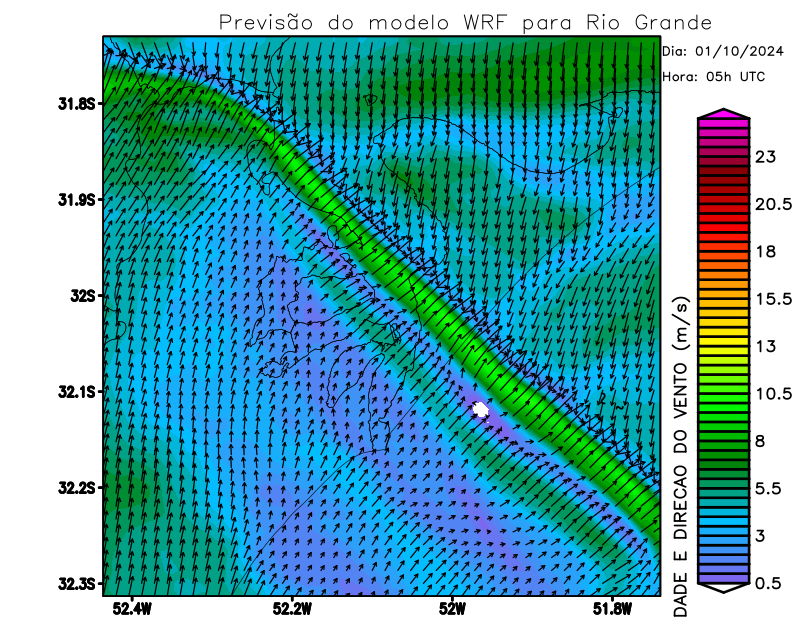 Previsão do modelo WRF para Rio Grande
Dia: 01/10/2024
Hora: 05h UTC
31.8S
31.9S
32S
32.1S
32.2S
32.3S
52.4W
52.2W
52W
51.8W
23
20.5
18
15.5
13
10.5
8
5.5
3
0.5
DADE E DIRECAO DO VENTO (m/s)